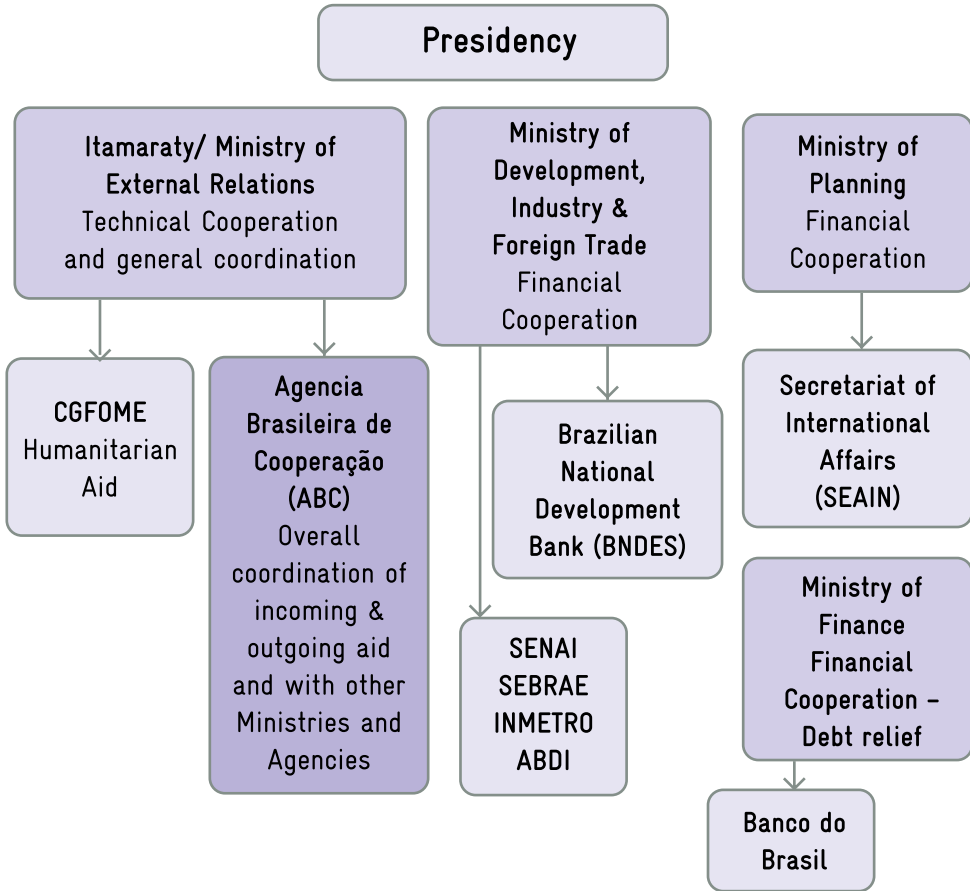 Presidency
Itamaraty/ Ministry of
External Relations
Technical Cooperation
and general coordination
Ministry of
Development,
Industry &
Foreign Trade
Financial
Cooperation
Ministry of
Planning
Financial
Cooperation
CGFOME
Humanitarian
Aid
Agencia
Brasileira de
Cooperação
(ABC)
Overall
coordination of
incoming &
outgoing aid
and with other
Ministries and
Agencies
Brazilian
National
Development
Bank (BNDES)
Secretariat of
International
Affairs
(SEAIN)
SENAI
SEBRAE
INMETRO
ABDI
Ministry of
Finance
Financial
Cooperation –
Debt relief
Banco do
Brasil